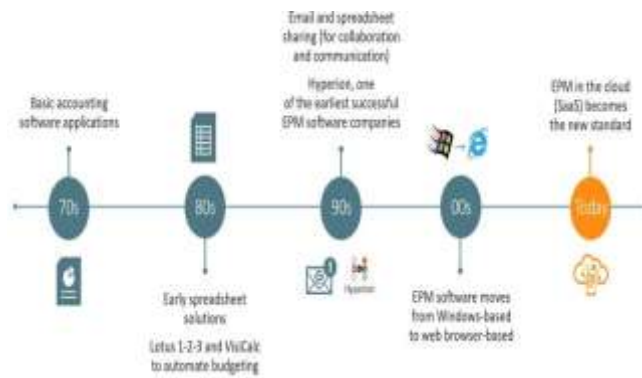 Email and spreadsheet
sharing (for collaboration
and communication)
Hyperion, one
of the earliest successful
EPM software companies
Basic accounting
software applications
EPM in the cloud
(SaaS) becomes
the new standard
70s
80s
90s
00s
Today
1
Hyperion
Early spreadsheet
solutions
Lotus 1-2-3 and VisiCalc
to automate budgeting
EPM software moves
from Windows-based
to web browser-based